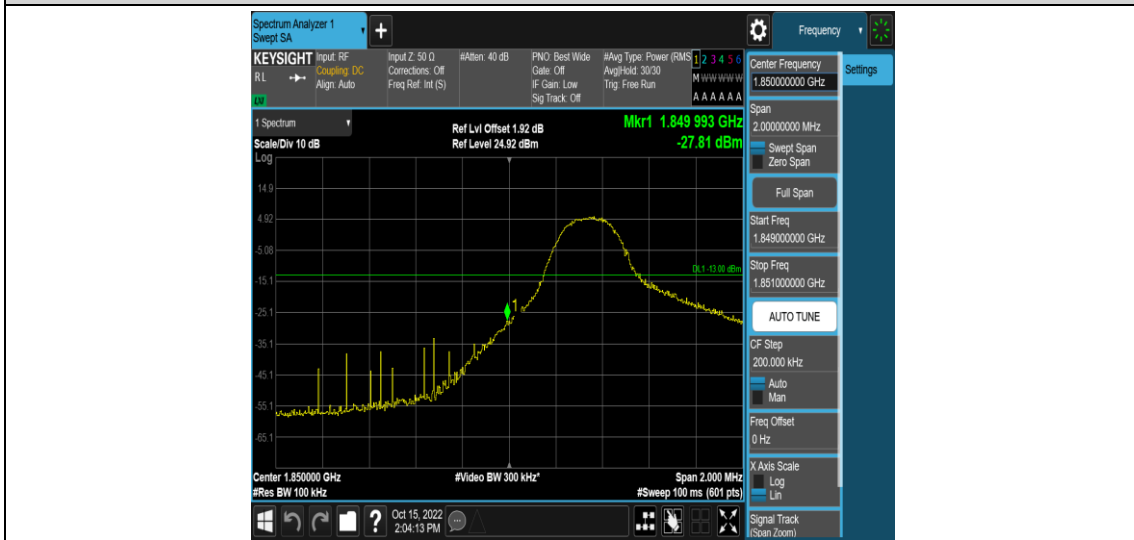 Spectrum Analyzer 1
Swept SA
+
Frequency
KEYSIGHT
RL
LXI
Input: RF
Coupling: DC
Align: Auto
Input Z: 50 Ω
Corrections: Off
Freq Ref: Int (S)
#Atten: 40 dB
PNO: Best Wide
Gate: Off
IF Gain: Low
Sig Track: Off
#Avg Type: Power (RMS
Avg|Hold: 30/30
Trig: Free Run
1 2 3 4 5 6
M W W W W W
A A A A A A
1 Spectrum
Scale/Div 10 dB
Ref Lvl Offset 1.92 dB
Ref Level 24.92 dBm
Mkr1 1.849 993 GHz
-27.81 dBm
Log
14.9
4.92
-5.08
-15.1
-25.1
-35.1
-45.1
-55.1
-65.1
DL1 -13.00 dBm
1
Center 1.850000 GHz
#Res BW 100 kHz
#Video BW 300 kHz*
Span 2.000 MHz
#Sweep 100 ms (601 pts)
Center Frequency
1.850000000 GHz
Settings
Span
2.00000000 MHz
Swept Span
Zero Span
Full Span
Start Freq
1.849000000 GHz
Stop Freq
1.851000000 GHz
AUTO TUNE
CF Step
200.000 kHz
Auto
Man
Freq Offset
0 Hz
X Axis Scale
Log
Lin
Signal Track
(Span Zoom)
?
Oct 15, 2022
2:04:13 PM